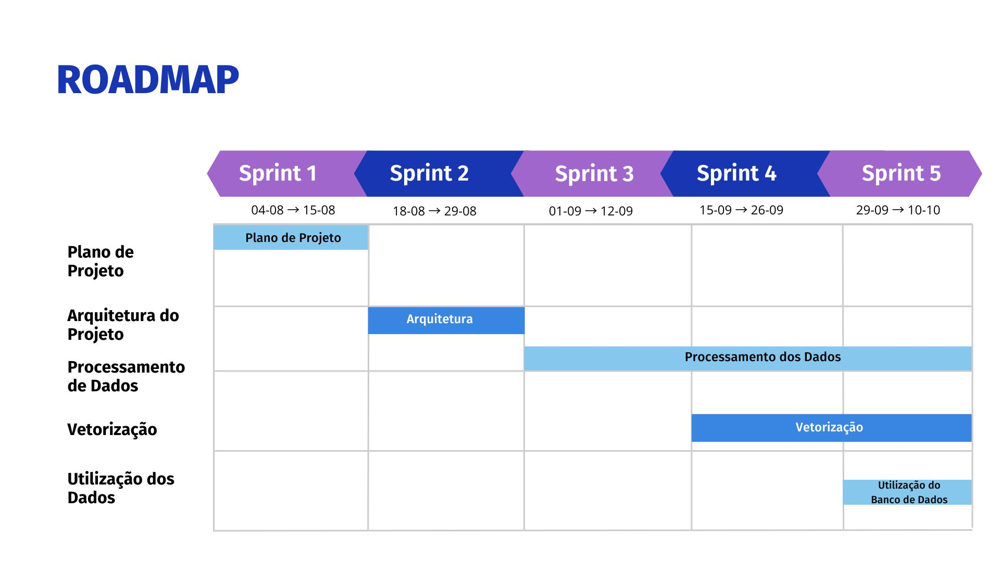 ROADMAP
Sprint 1
Sprint 2
Sprint 3
Sprint 4
Sprint 5
04-08 → 15-08
18-08 → 29-08
01-09 → 12-09
15-09 → 26-09
29-09 → 10-10
Plano de
Projeto
Plano de Projeto
Arquitetura do
Projeto
Arquitetura
Processamento
de Dados
Processamento dos Dados
Vetorização
Vetorização
Utilização dos
Dados
Utilização do
Banco de Dados